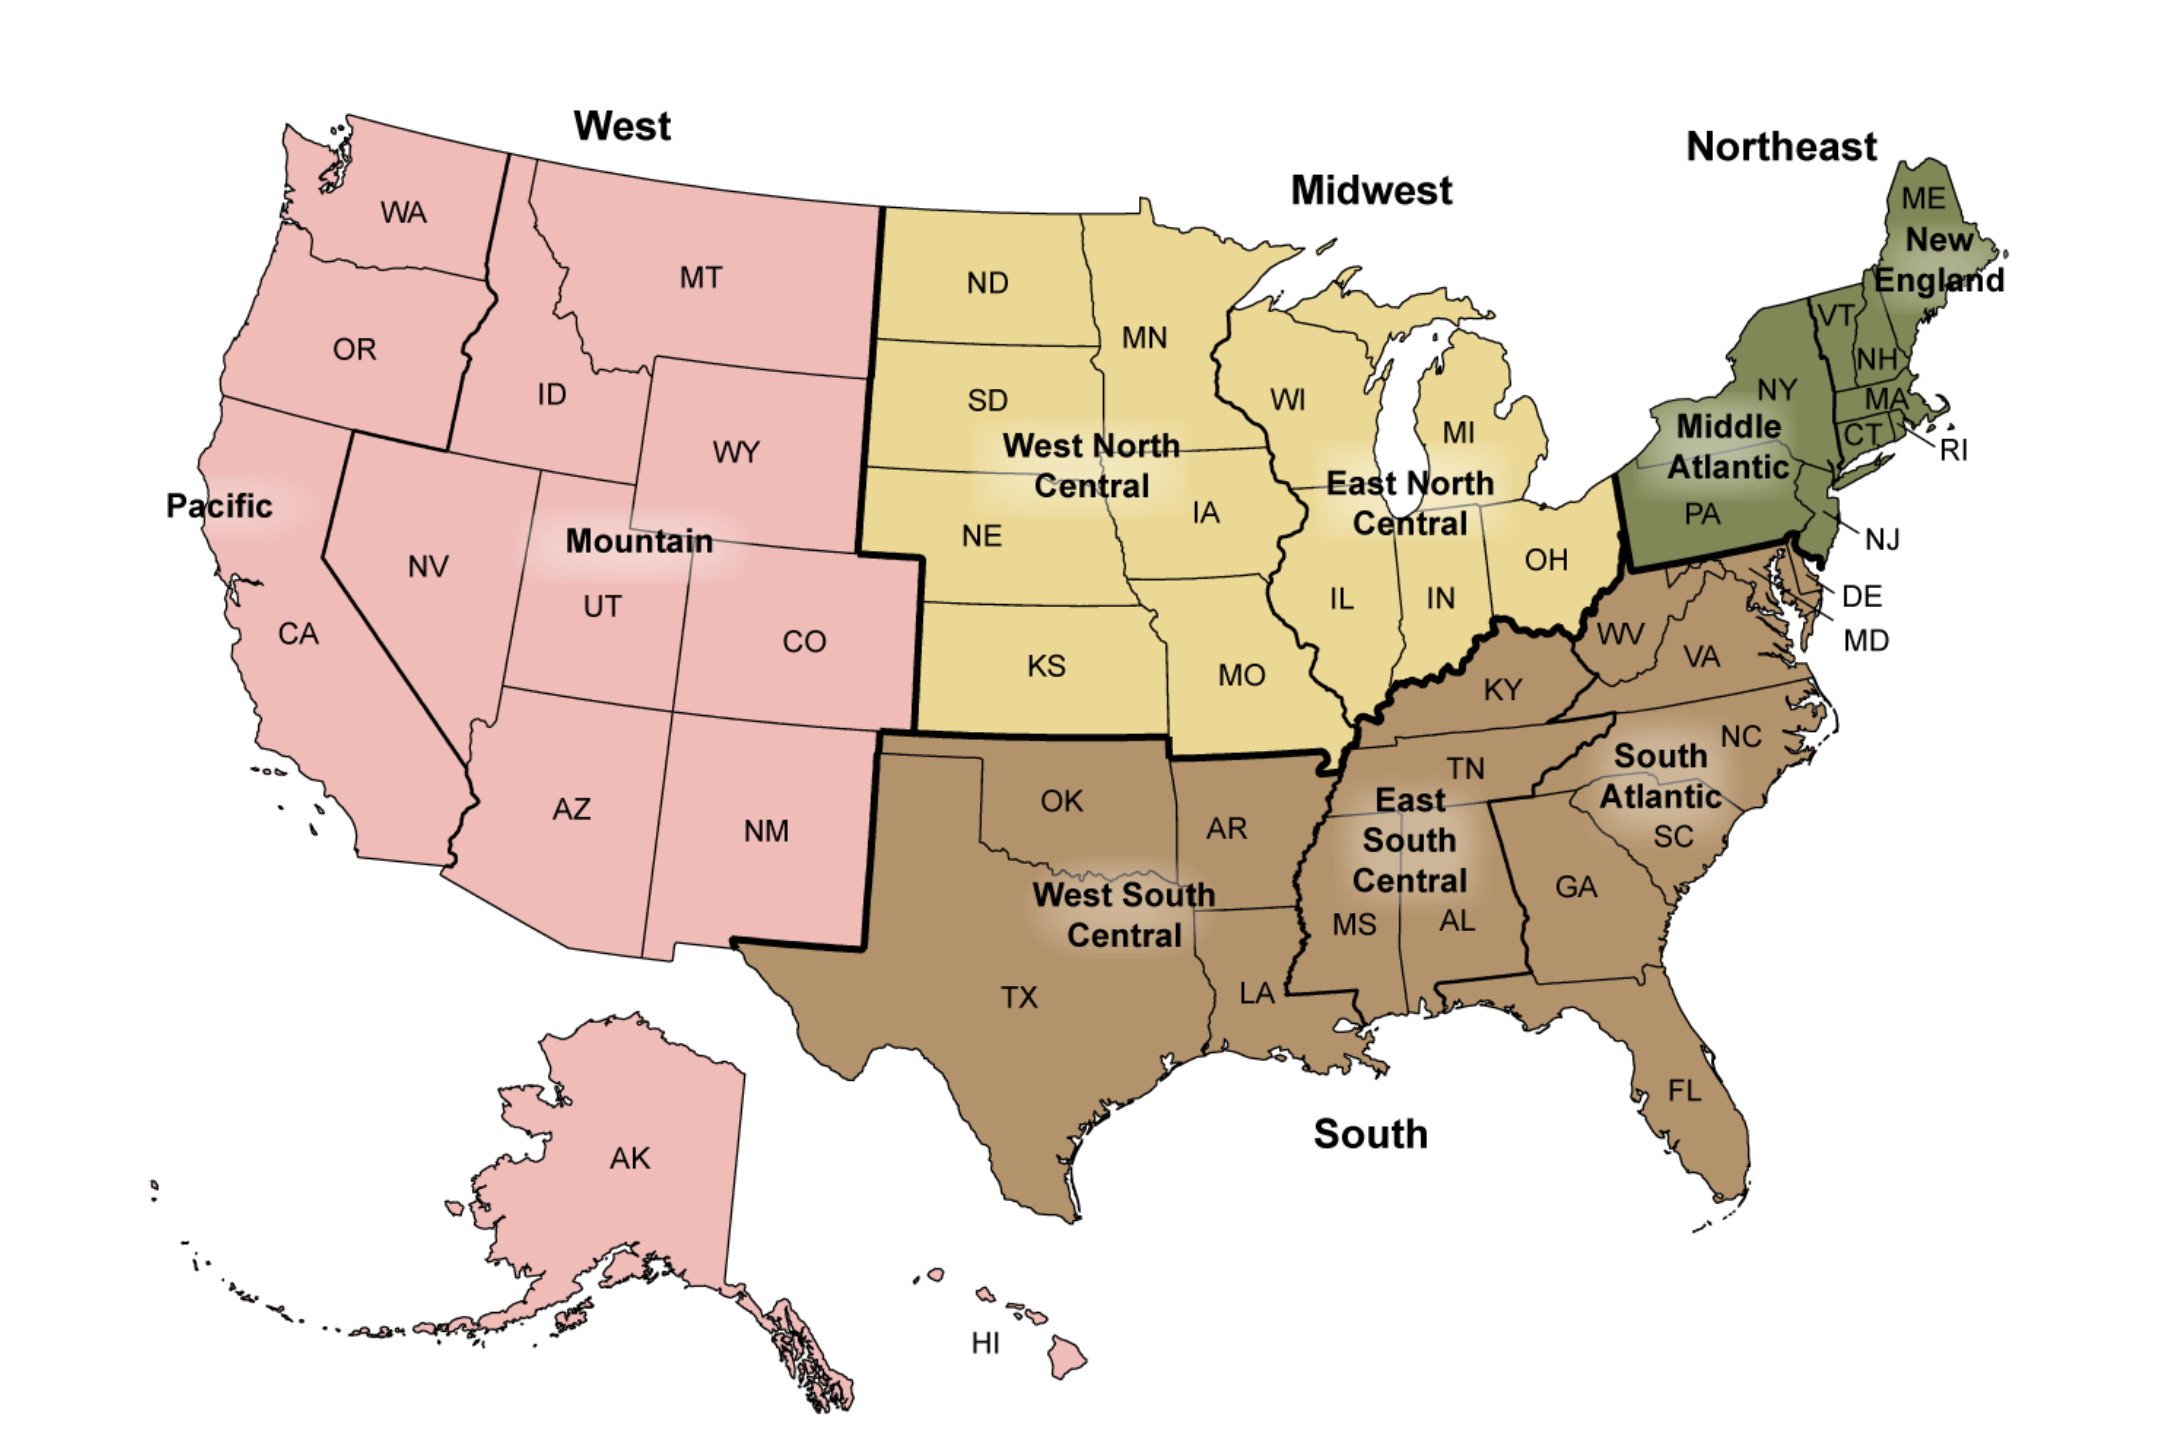 West
Northeast
Midwest
South
WA
OR
CA
Pacific
NV
ID
MT
WY
Mountain
UT
CO
AZ
NM
AK
HI
ND
SD
NE
KS
MN
IA
MO
West North
Central
WI
MI
IL
IN
OH
East North
Central
ME
New
England
VT
NH
MA
CT
RI
NY
Middle
Atlantic
PA
NJ
DE
MD
WV
VA
NC
South
Atlantic
SC
GA
FL
KY
TN
East
South
Central
MS
AL
OK
AR
West South
Central
TX
LA